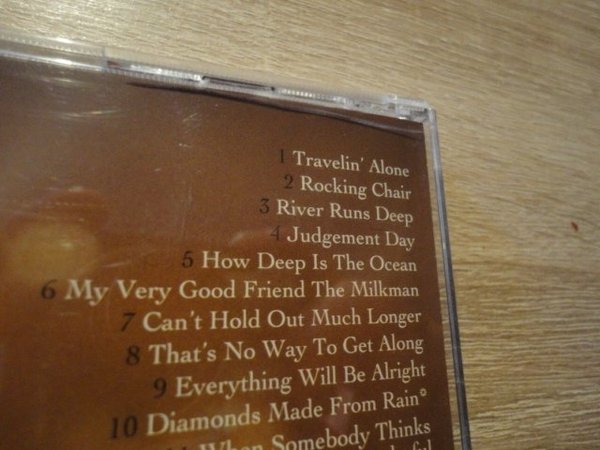 1 Travelin' Alone
2 Rocking Chair
3 River Runs Deep
4 Judgement Day
5 How Deep Is The Ocean
6 My Very Good Friend The Milkman
7 Can't Hold Out Much Longer
8 That's No Way To Get Along
9 Everything Will Be Alright
10 Diamonds Made From Rain°
When Somebody Thinks